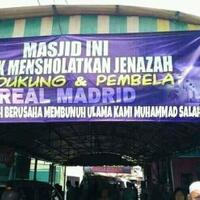 MASJID INI
K MENSHOLATKAN JENAZAH
DUKUNG & PEMBELA
REAL MADRID
H BERUSAHA MEMBUNUH ULAMA KAMI MUHAMMAD SALAH